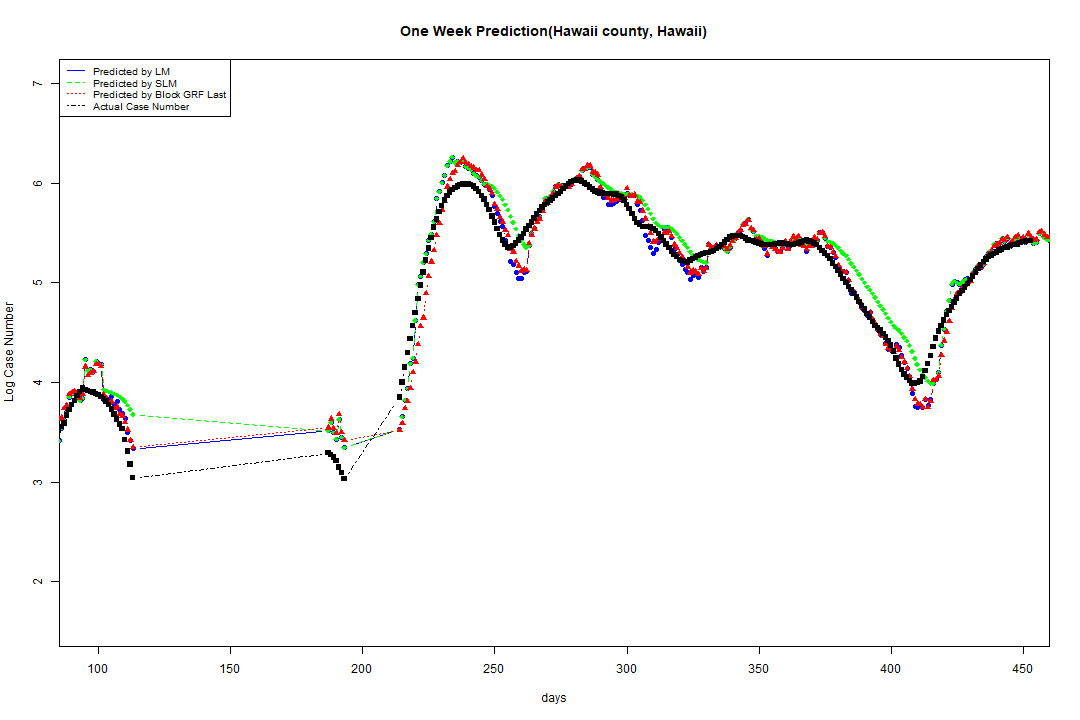 One Week Prediction(Hawaii county, Hawaii)
Predicted by LM
Predicted by SLM
Predicted by Block GRF Last
Actual Case Number
7
6
5
4
3
2
Log Case Number
100 150 200 250 300 350 400 450
days